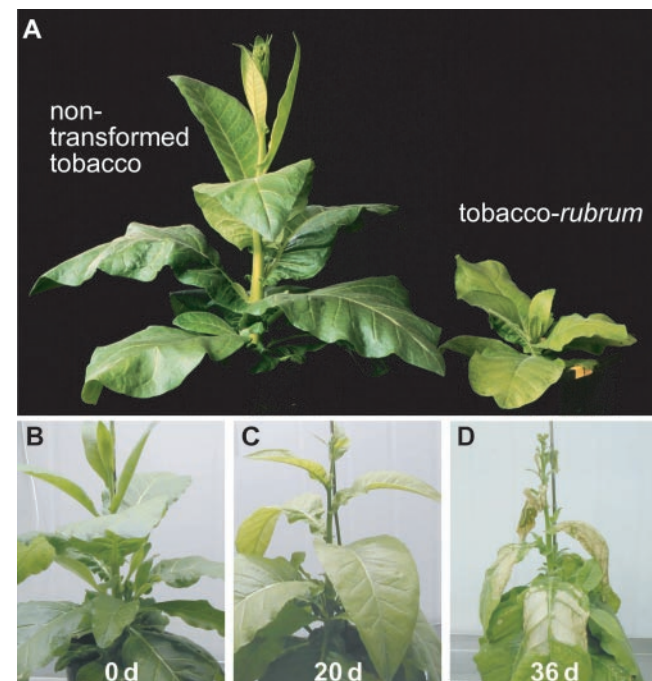 A
non-
transformed
tobacco
tobacco-rubrum
B
C
D
0 d
20 d
36 d